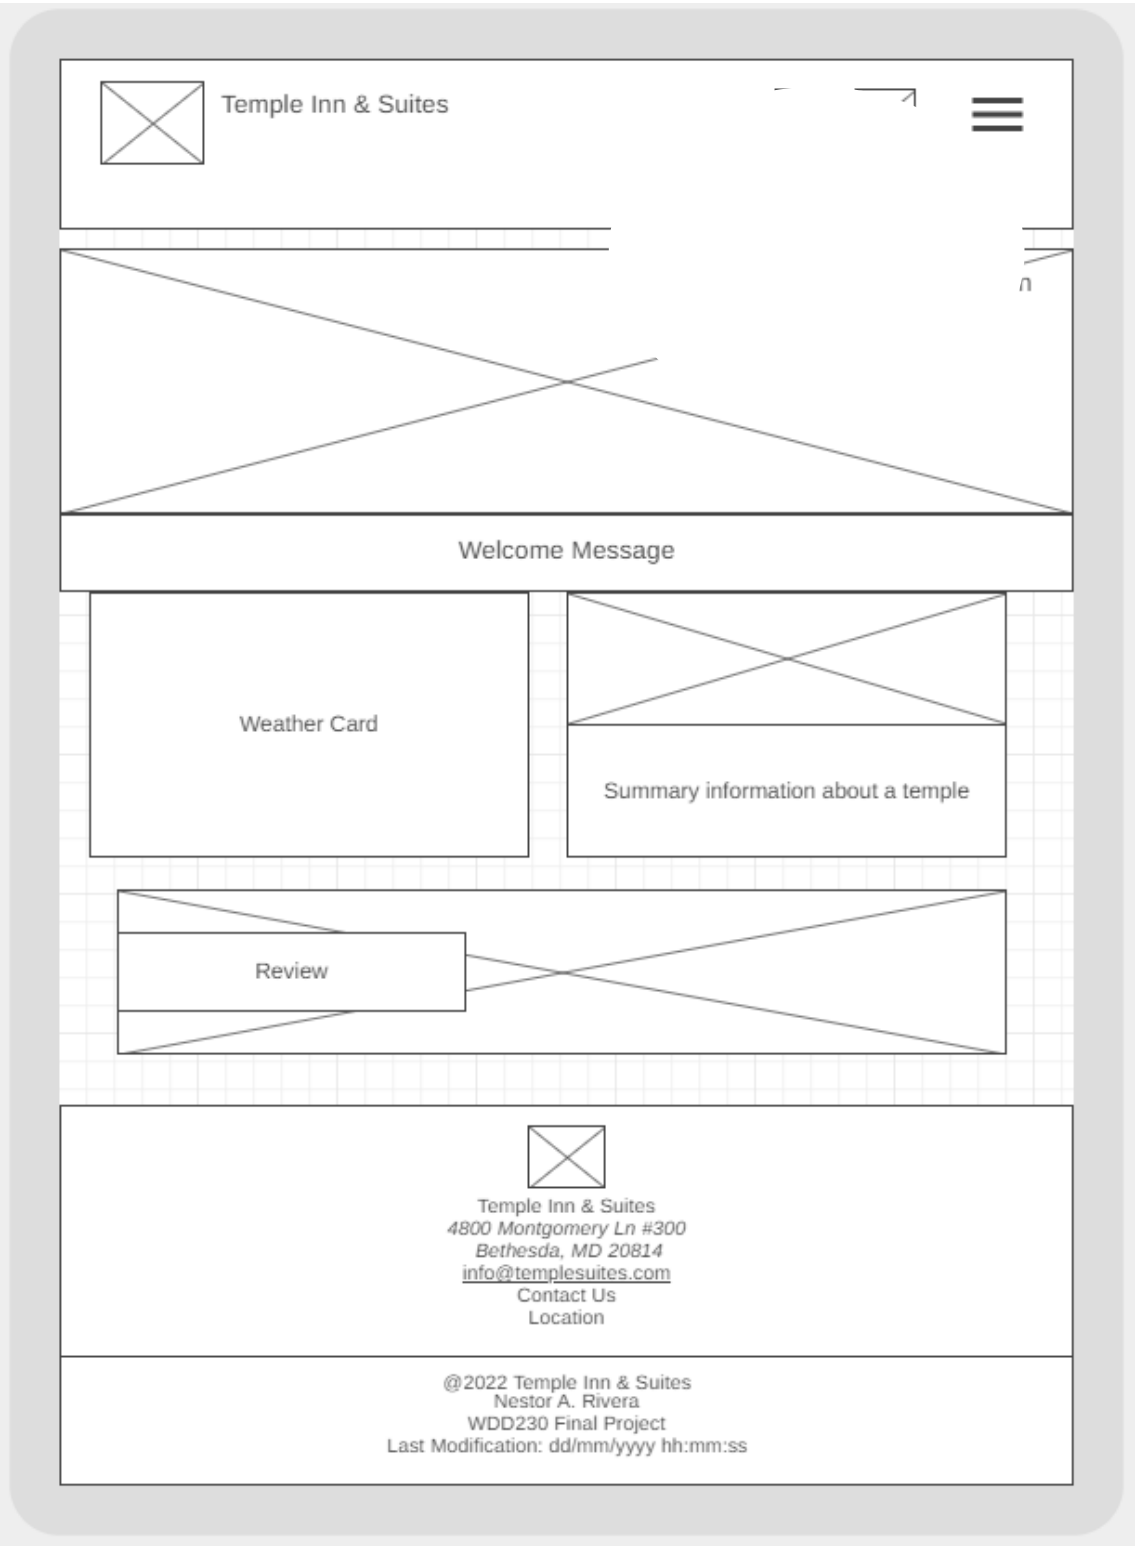 Temple Inn & Suites
Welcome Message
Weather Card
Summary information about a temple
Review
Temple Inn & Suites
4800 Montgomery Ln #300
Bethesda, MD 20814
info@templesuites.com
Contact Us
Location
@2022 Temple Inn & Suites
Nestor A. Rivera
WDD230 Final Project
Last Modification: dd/mm/yyyy hh:mm:ss